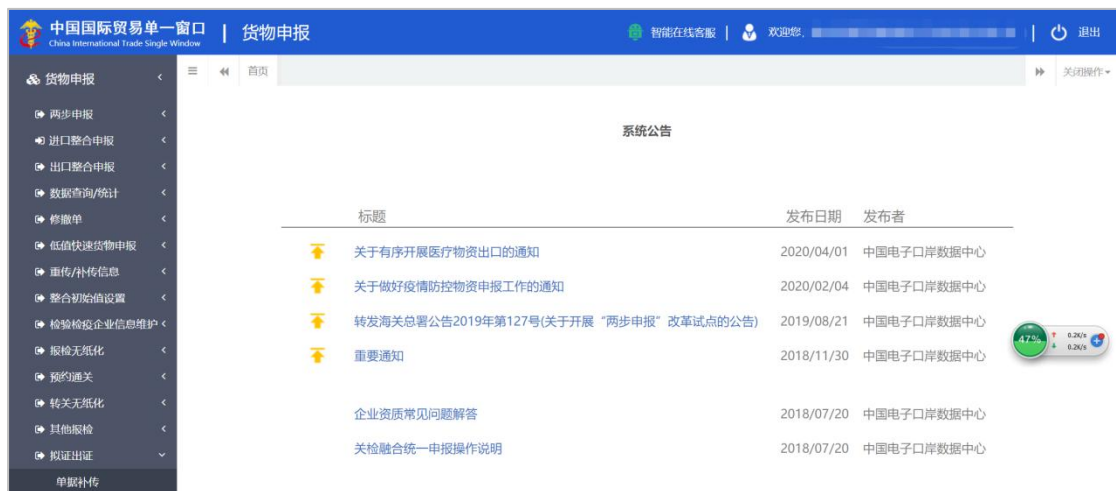 中国国际贸易单一窗口 | 货物申报
China International Trade Single Window
智能在线客服 | 欢迎您, | 退出
货物申报
首页
关闭操作
两步申报
进口整合申报
出口整合申报
数据查询/统计
修撤单
低值快速货物申报
重传/补传信息
整合初始值设置
检验检疫企业信息维护
报检无纸化
预约通关
转关无纸化
其他报检
拟证出证
单据补传
系统公告
标题 发布日期 发布者
关于有序开展医疗物资出口的通知 2020/04/01 中国电子口岸数据中心
关于做好疫情防控物资申报工作的通知 2020/02/04 中国电子口岸数据中心
转发海关总署公告2019年第127号(关于开展“两步申报”改革试点的公告) 2019/08/21 中国电子口岸数据中心
重要通知 2018/11/30 中国电子口岸数据中心
企业资质常见问题解答 2018/07/20 中国电子口岸数据中心
关检融合统一申报操作说明 2018/07/20 中国电子口岸数据中心
47%
0.2K/s
0.2K/s